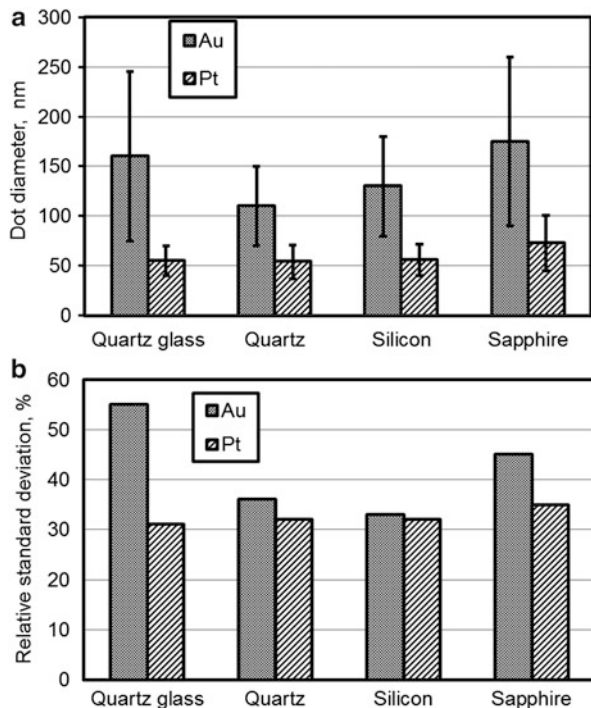 a
Dot diameter, nm
300
250
200
150
100
50
0
Au
Pt
Quartz glass Quartz Silicon Sapphire
b
Relative standard deviation, %
60
50
40
30
20
10
0
Au
Pt
Quartz glass Quartz Silicon Sapphire